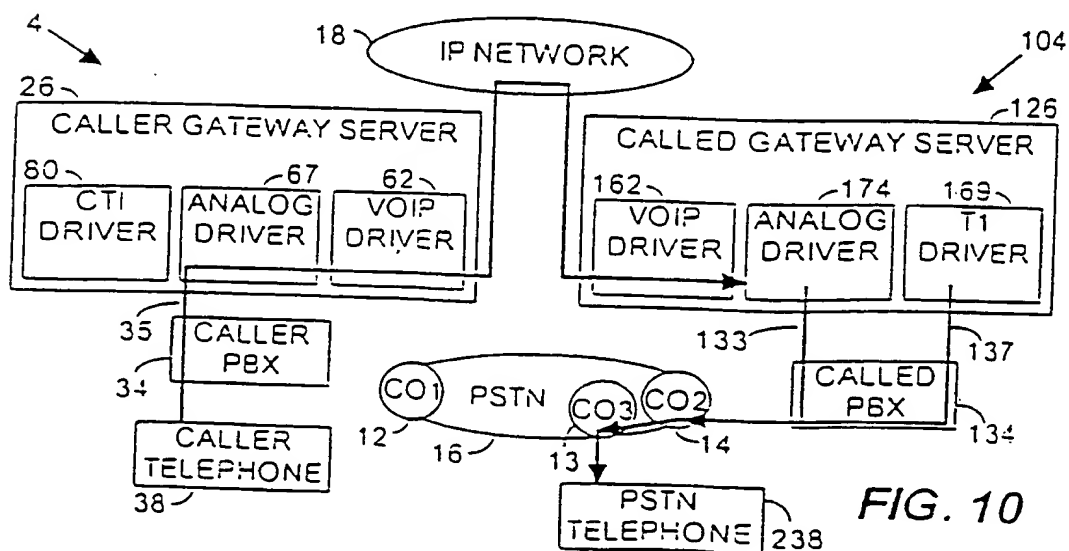 4
18
IP NETWORK
104
26
CALLER GATEWAY SERVER
80
CTI
DRIVER
67
ANALOG
DRIVER
62
VOIP
DRIVER
126
CALLED GATEWAY SERVER
162
VOIP
DRIVER
174
ANALOG
DRIVER
169
T1
DRIVER
35
34
CALLER
PBX
133
137
CALLED
PBX
134
CO1
PSTN
CO3
CO2
12
16
13
14
CALLER
TELEPHONE
38
PSTN
TELEPHONE
238
FIG. 10